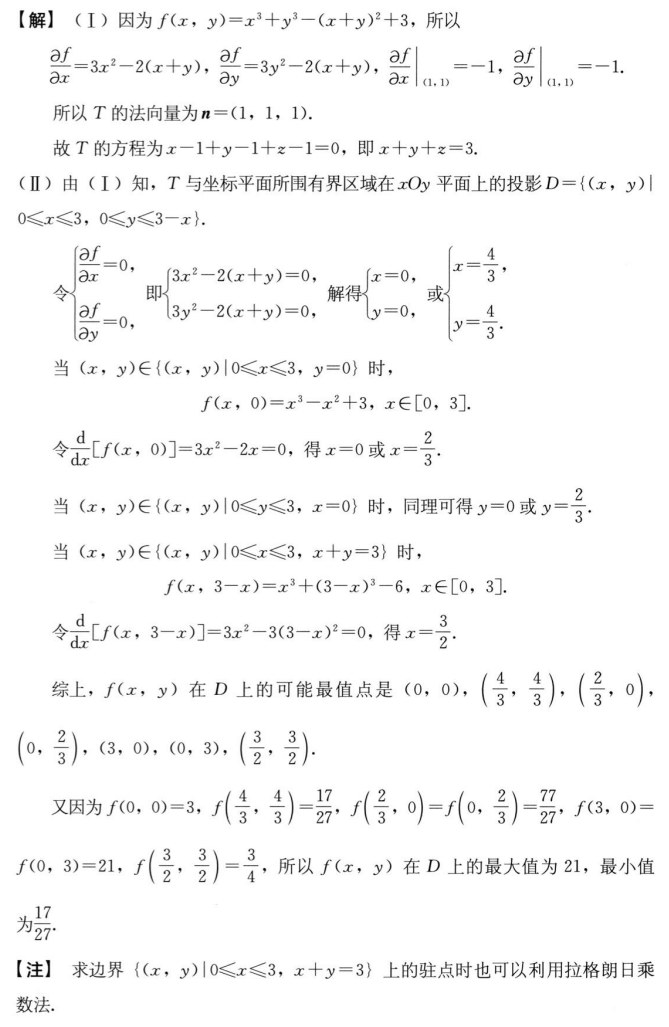 【解】（Ⅰ）因为 f(x，y)=x³+y³−(x+y)²+3，所以
∂f/∂x=3x²−2(x+y)，∂f/∂y=3y²−2(x+y)，∂f/∂x|(1，1)=−1，∂f/∂y|(1，1)=−1.
所以 T 的法向量为 n=(1，1，1).
故 T 的方程为 x−1+y−1+z−1=0，即 x+y+z=3.
（Ⅱ）由（Ⅰ）知，T 与坐标平面所围有界区域在 xOy 平面上的投影 D={(x，y)|
0≤x≤3，0≤y≤3−x}.
令{∂f/∂x=0，∂f/∂y=0，即{3x²−2(x+y)=0，3y²−2(x+y)=0，解得{x=0，y=0，或{x=4/3，y=4/3.
当 (x，y)∈{(x，y)|0≤x≤3，y=0} 时，
f(x，0)=x³−x²+3，x∈[0，3].
令 d/dx[f(x，0)]=3x²−2x=0，得 x=0 或 x=2/3.
当 (x，y)∈{(x，y)|0≤y≤3，x=0} 时，同理可得 y=0 或 y=2/3.
当 (x，y)∈{(x，y)|0≤x≤3，x+y=3} 时，
f(x，3−x)=x³+(3−x)³−6，x∈[0，3].
令 d/dx[f(x，3−x)]=3x²−3(3−x)²=0，得 x=3/2.
综上，f(x，y) 在 D 上的可能最值点是 (0，0)，(4/3，4/3)，(2/3，0)，
(0，2/3)，(3，0)，(0，3)，(3/2，3/2).
又因为 f(0，0)=3，f(4/3，4/3)=17/27，f(2/3，0)=f(0，2/3)=77/27，f(3，0)=
f(0，3)=21，f(3/2，3/2)=3/4，所以 f(x，y) 在 D 上的最大值为 21，最小值
为17/27.
【注】 求边界 {(x，y)|0≤x≤3，x+y=3} 上的驻点时也可以利用拉格朗日乘
数法.